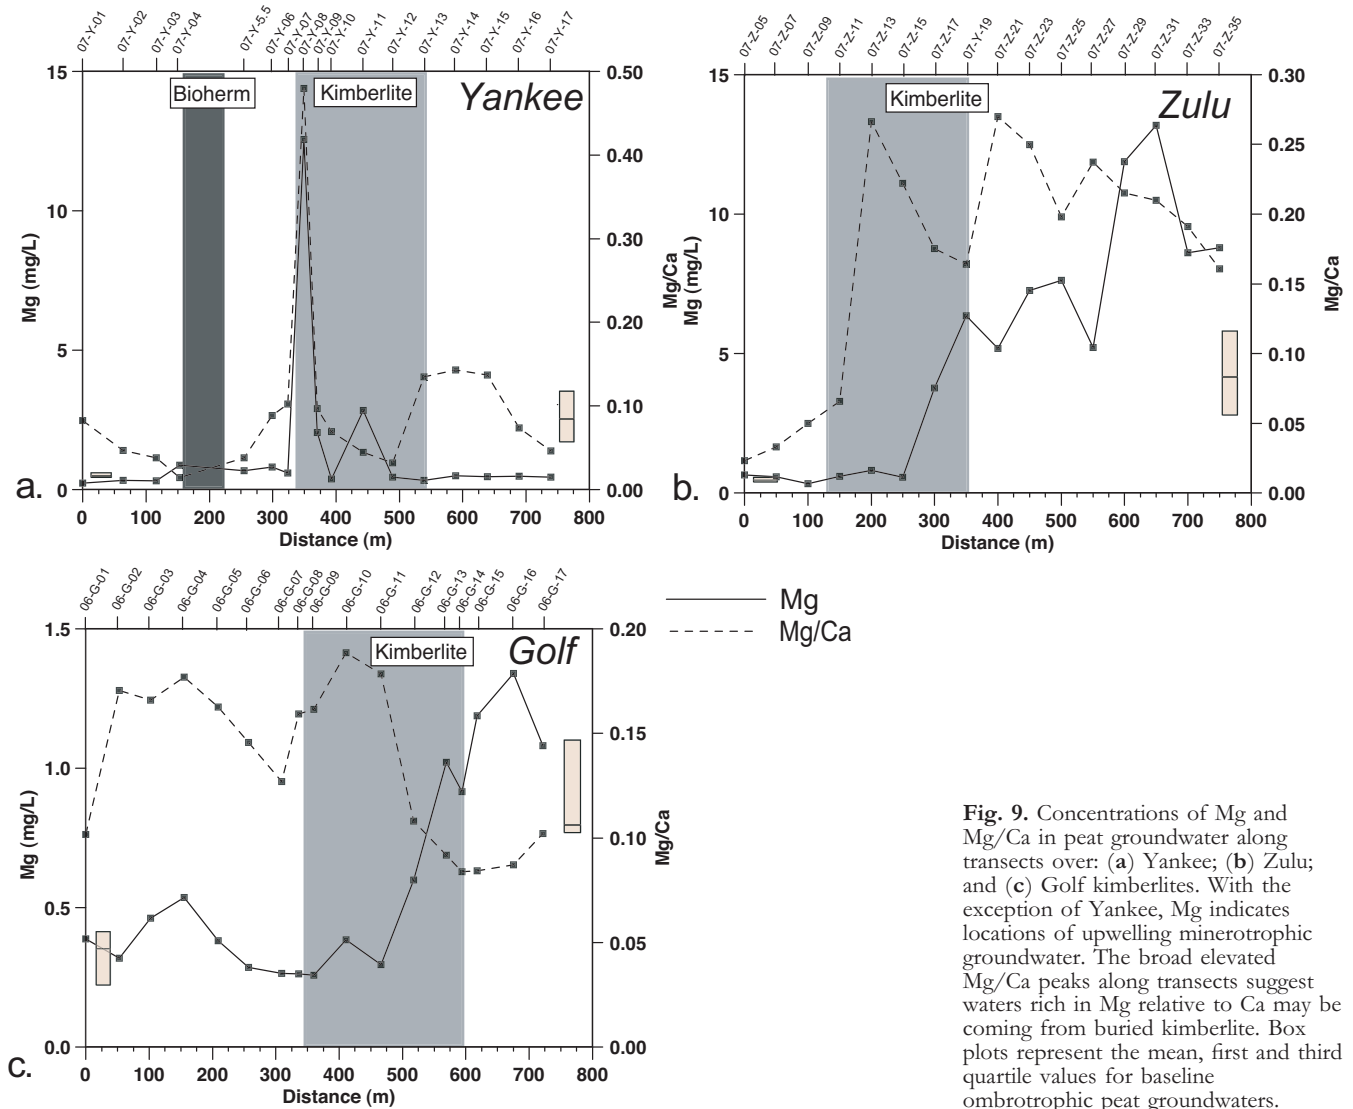 07-Y-01 07-Y-02 07-Y-03 07-Y-04 07-Y-5.5 07-Y-06 07-Y-07 07-Y-08 07-Y-09 07-Y-10 07-Y-11 07-Y-12 07-Y-13 07-Y-14 07-Y-15 07-Y-16 07-Y-17
15 0.50
Bioherm Kimberlite Yankee
0.40
10
0.30
Mg (mg/L)
Mg/Ca
0.20
5
0.10
a. 0 0.00
0 100 200 300 400 500 600 700 800
Distance (m)
07-Z-05 07-Z-07 07-Z-09 07-Z-11 07-Z-13 07-Z-15 07-Z-17 07-Y-19 07-Z-21 07-Z-23 07-Z-25 07-Z-27 07-Z-29 07-Z-31 07-Z-33 07-Z-35
15 0.30
Kimberlite Zulu
0.25
10 0.20
Mg (mg/L)
0.15
Mg/Ca
5 0.10
0.05
b. 0 0.00
0 100 200 300 400 500 600 700 800
Distance (m)
06-G-01 06-G-02 06-G-03 06-G-04 06-G-05 06-G-06 06-G-07 06-G-08 06-G-09 06-G-10 06-G-11 06-G-12 06-G-13 06-G-14 06-G-15 06-G-16 06-G-17
1.5 0.20
Kimberlite Golf
0.15
1.0
Mg (mg/L)
0.10
Mg/Ca
0.5
0.05
c. 0.0 0.00
0 100 200 300 400 500 600 700 800
Distance (m)
Mg
Mg/Ca
Fig. 9. Concentrations of Mg and
Mg/Ca in peat groundwater along
transects over: (a) Yankee; (b) Zulu;
and (c) Golf kimberlites. With the
exception of Yankee, Mg indicates
locations of upwelling minerotrophic
groundwater. The broad elevated
Mg/Ca peaks along transects suggest
waters rich in Mg relative to Ca may be
coming from buried kimberlite. Box
plots represent the mean, first and third
quartile values for baseline
ombrotrophic peat groundwaters.